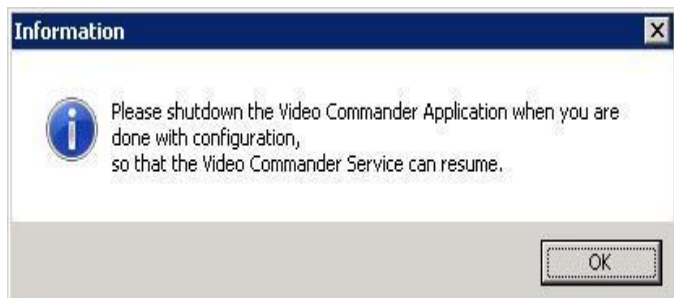 Information
Please shutdown the Video Commander Application when you are
done with configuration,
so that the Video Commander Service can resume.
OK